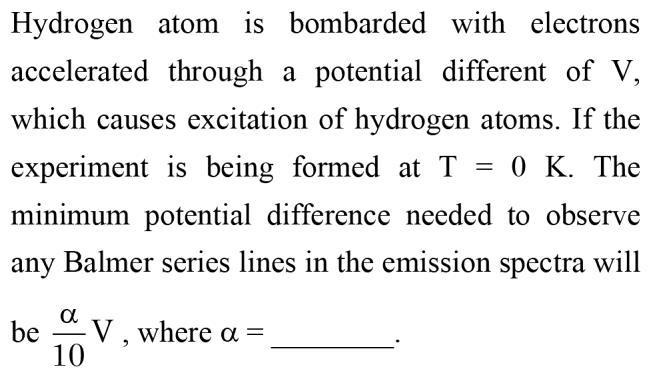 Hydrogen atom is bombarded with electrons
accelerated through a potential different of V,
which causes excitation of hydrogen atoms. If the
experiment is being formed at T = 0 K. The
minimum potential difference needed to observe
any Balmer series lines in the emission spectra will
be α/10 V , where α = ________.